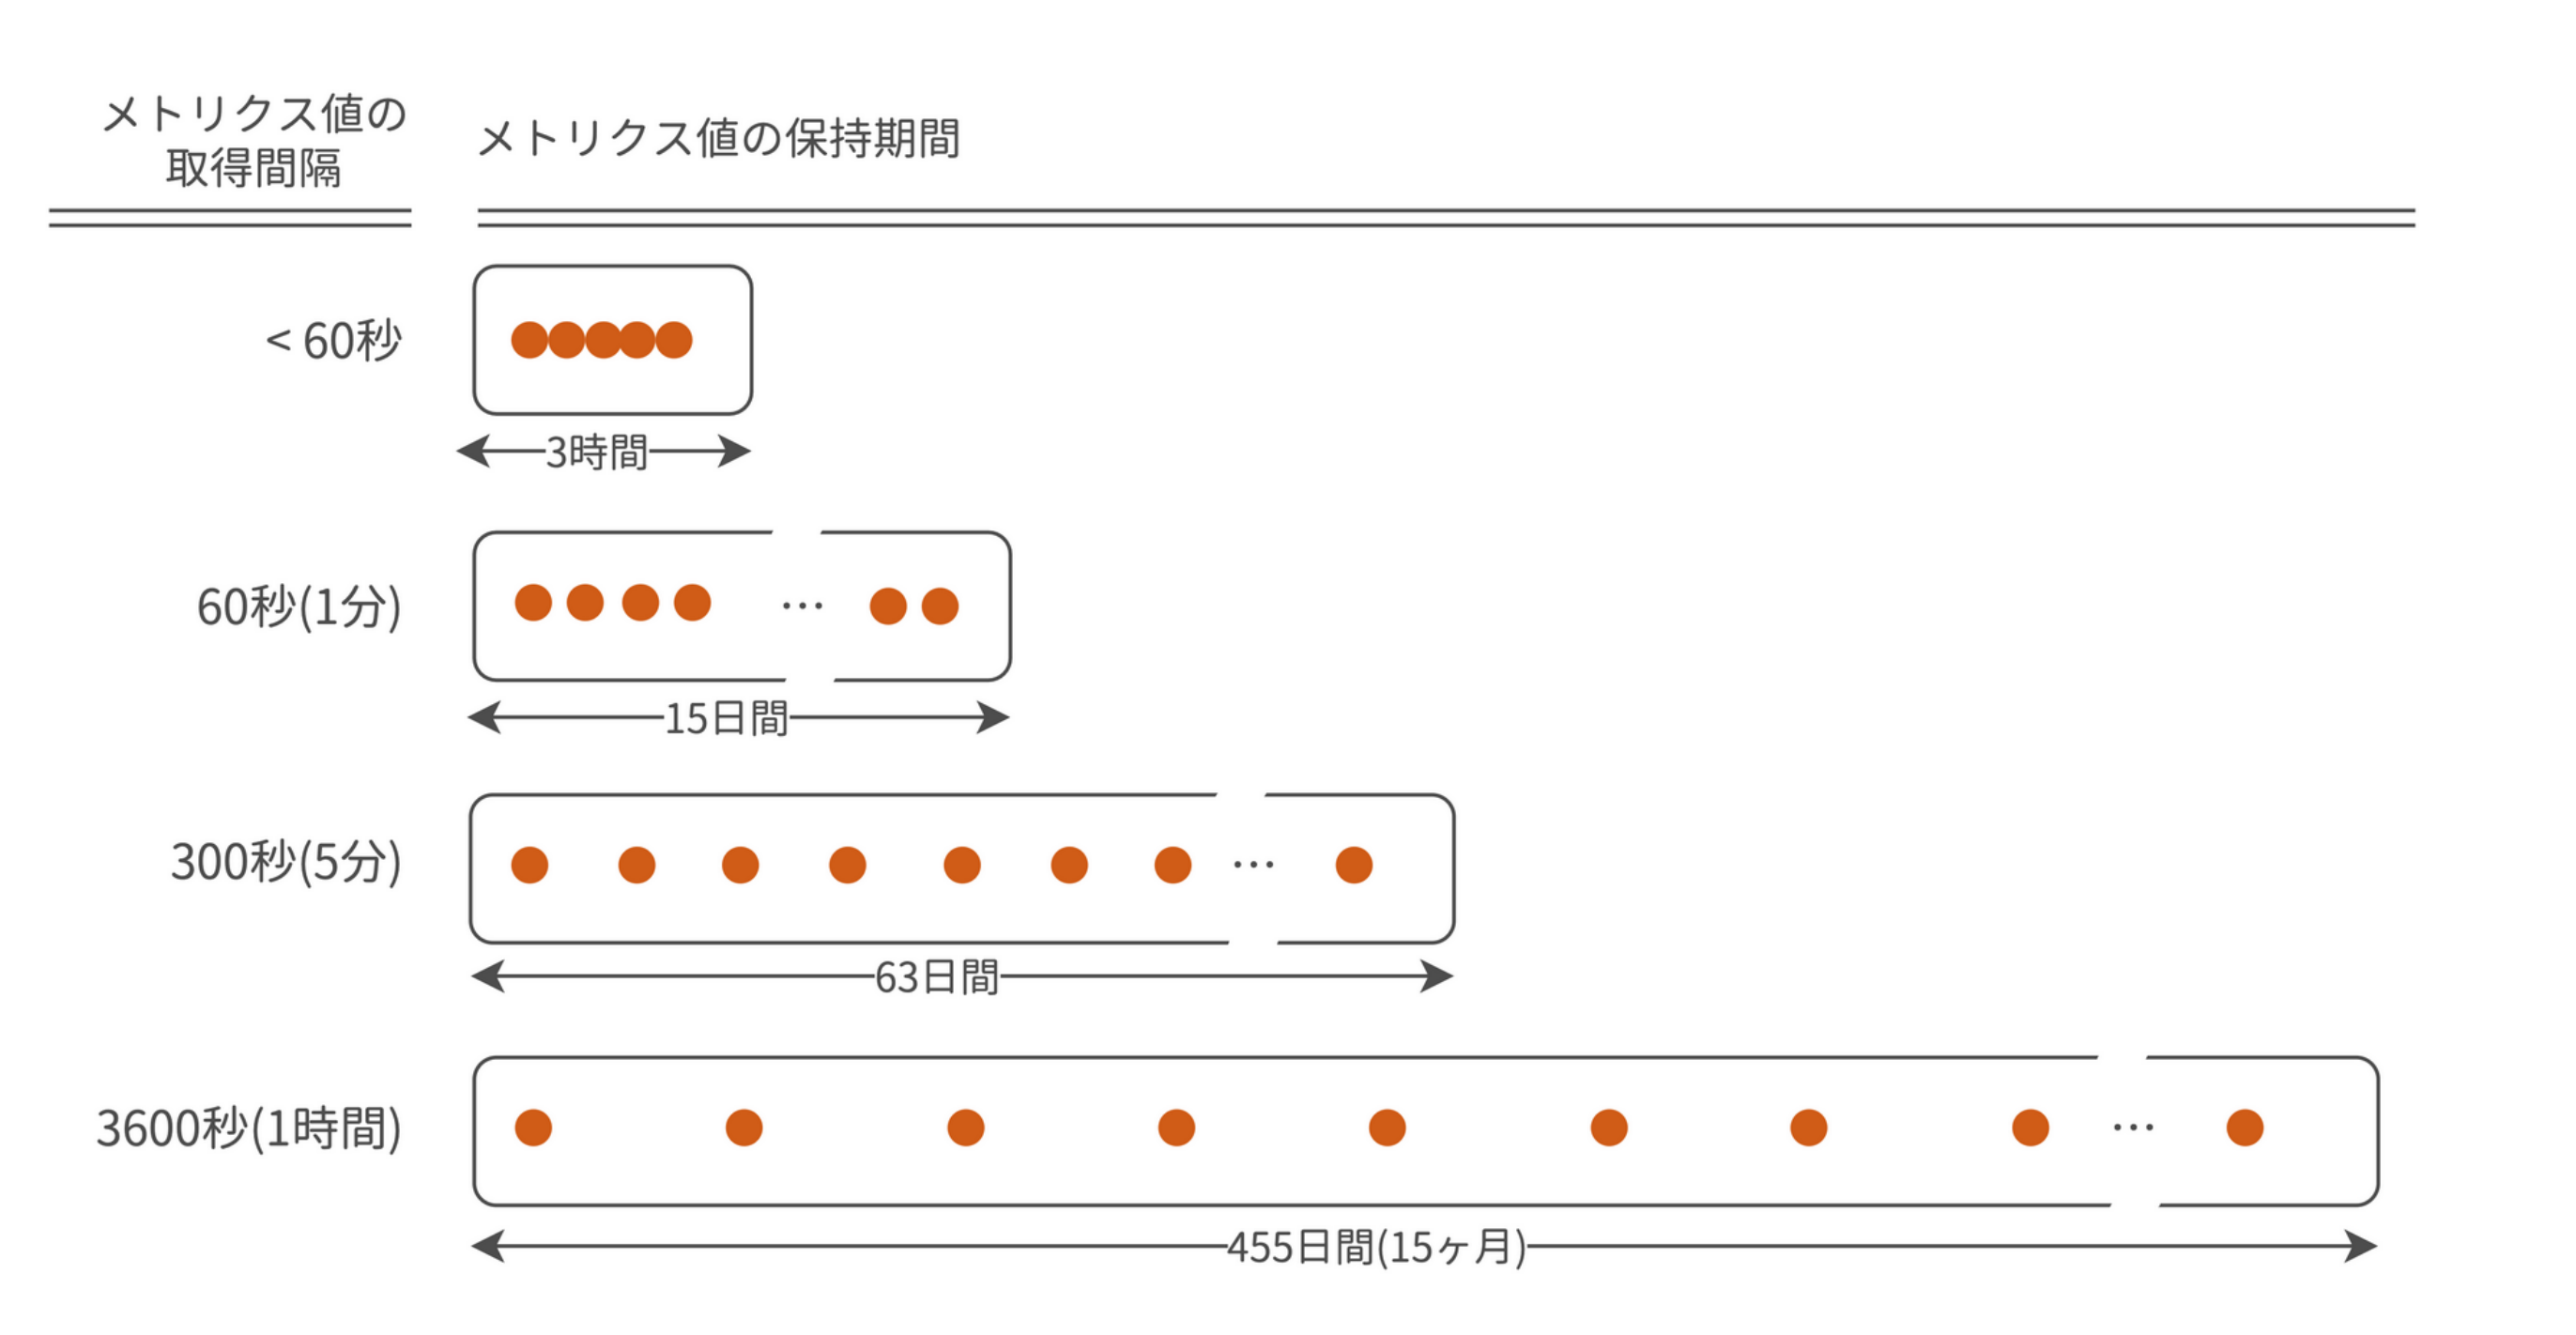 メトリクス値の
取得間隔
メトリクス値の保持期間
< 60秒
3時間
60秒(1分)
…
15日間
300秒(5分)
…
63日間
3600秒(1時間)
…
455日間(15ヶ月)